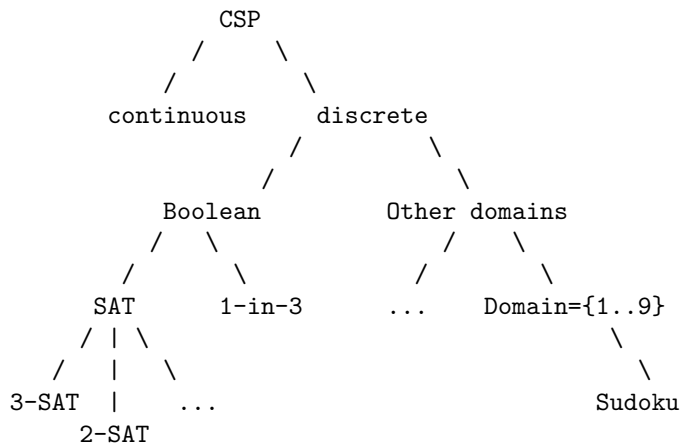 CSP
continuous discrete
Boolean Other domains
SAT 1-in-3 ... Domain={1..9}
3-SAT ... Sudoku
2-SAT